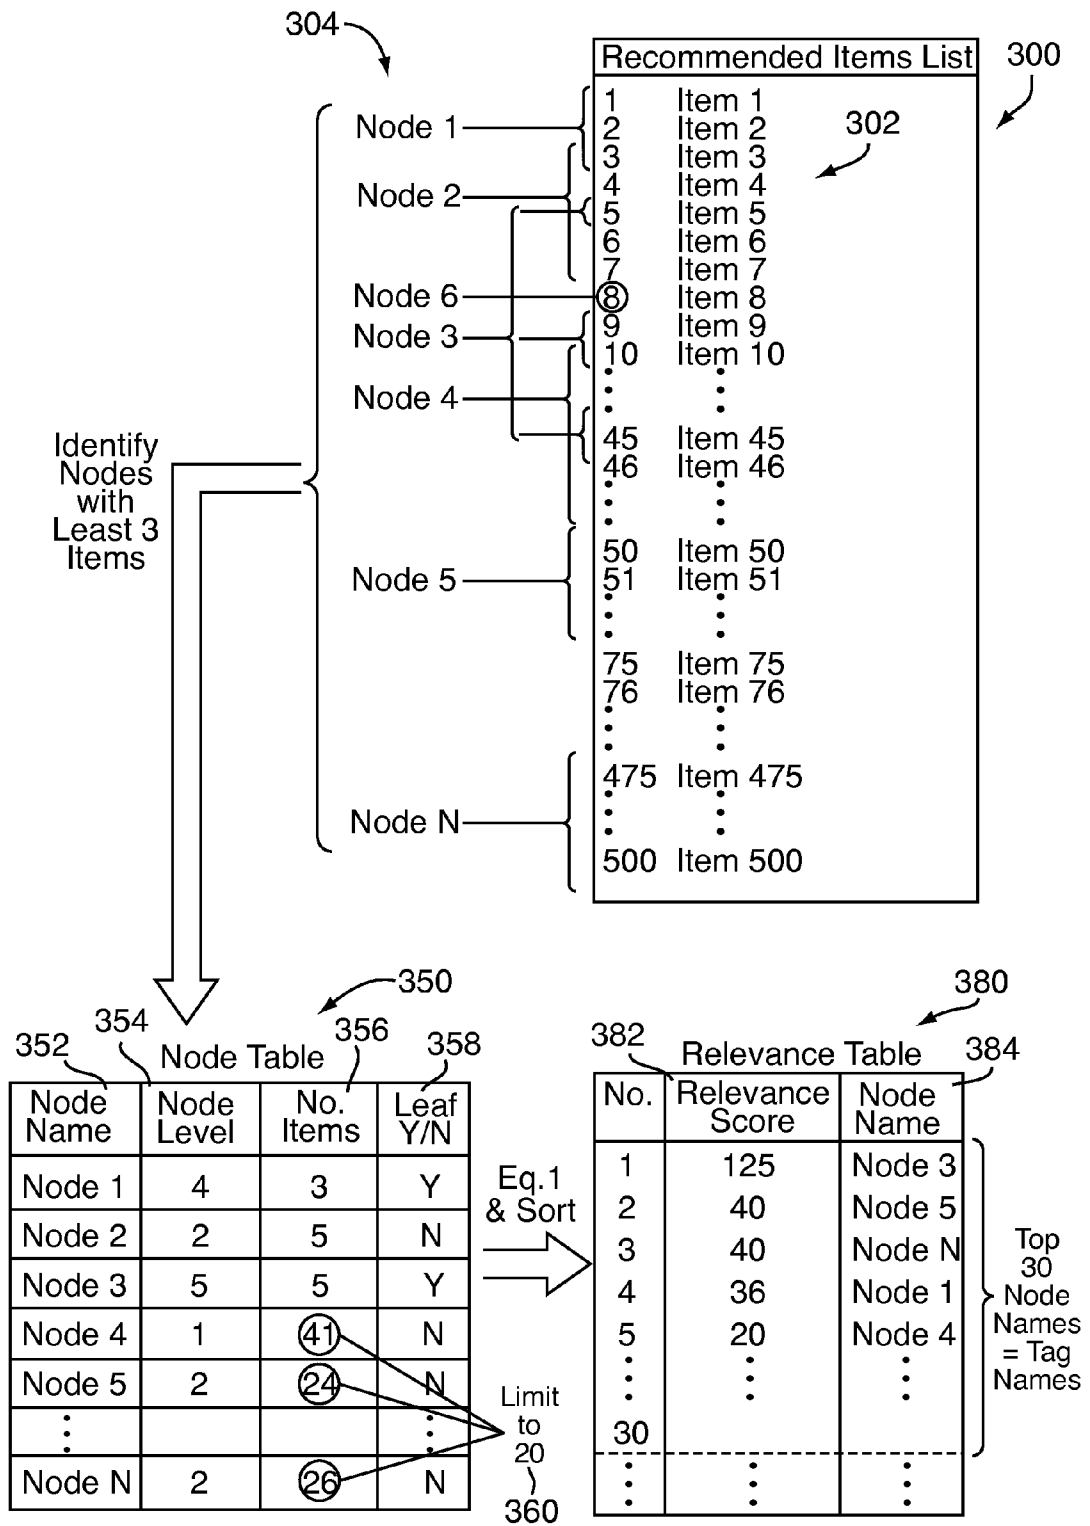 304
Recommended Items List
300
1 Item 1
Node 1
2 Item 2
302
3 Item 3
4 Item 4
Node 2
5 Item 5
6 Item 6
7 Item 7
Node 6
8 Item 8
9 Item 9
Node 3
10 Item 10
Node 4
45 Item 45
46 Item 46
Identify
Nodes
with
Least 3
Items
50 Item 50
51 Item 51
Node 5
75 Item 75
76 Item 76
475 Item 475
Node N
500 Item 500
350
354
356
352
358
Node Table
Node Name Node Level No. Items Leaf Y/N
Node 1 4 3 Y
Node 2 2 5 N
Node 3 5 5 Y
Node 4 1 41 N
Node 5 2 24 N
Node N 2 26 N
Limit
to
20
360
Eq.1
& Sort
380
382
384
Relevance Table
No. Relevance Score Node Name
1 125 Node 3
2 40 Node 5
3 40 Node N
4 36 Node 1
5 20 Node 4
30
Top
30
Node
Names
= Tag
Names